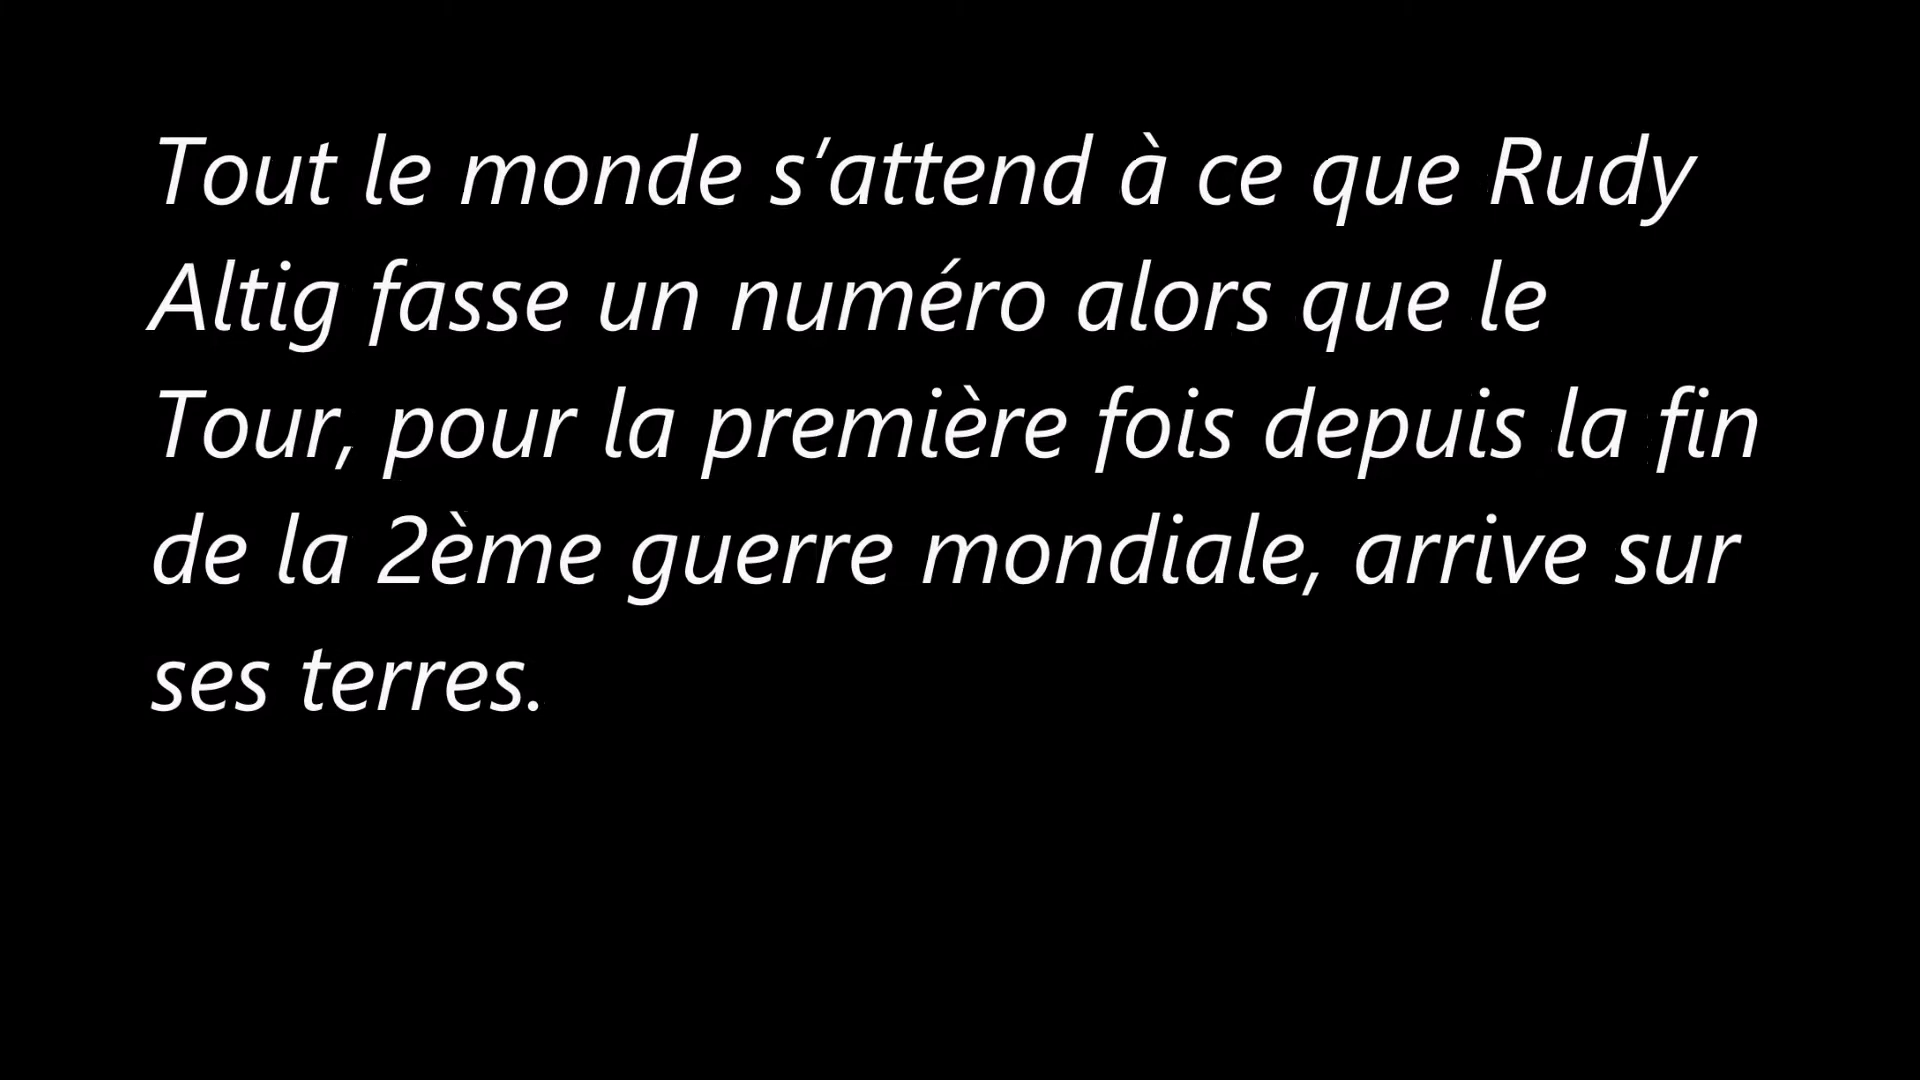 Tout le monde s’attend à ce que Rudy
Altig fasse un numéro alors que le
Tour, pour la première fois depuis la fin
de la 2ème guerre mondiale, arrive sur
ses terres.